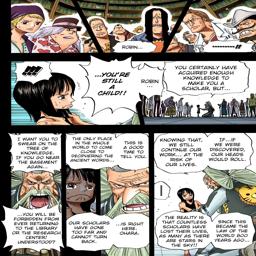 ...........!!
ROBIN...
YOU CERTAINLY
HAVE ACQUIRED
ENOUGH
KNOWLEDGE TO
MAKE YOU A
SCHOLAR, BUT...
ROBIN
...YOU'RE
STILL
A
CHILD!
!!!
IF...IF
WE WERE
DISCOVERED,
OUR HEADS
WOULD ROLL.
KNOWING
THAT, WE STILL
CONTINUE
OUR WORK...
AT THE
RISK OF
OUR LIVES.
!
SINCE THIS
BECAME THE
LAW OF THE
WORLD 800
YEARS AGO...
THE REALITY
IS THAT
COUNTLESS
SCHOLARS HAVE
LOST THEIR LIVES,
AS MANY AS
THERE ARE
STARS IN
THE SKY!!
THIS IS A
GOOD
TIME TO
TELL YOU.
THE ONLY PLACE
IN THE WHOLE
WORLD TO COME
CLOSE TO
DECIPHERING
THE ANCIENT
WORDS...
...IS RIGHT
HERE.
OHARA.
OUR SCHOLARS
HAVE GONE
FAR AND
CANNOT TURN
BACK.
I WANT YOU TO
SWEAR ON THE
TREE OF
KNOWLEDGE.
IF YOU GO NEAR
THE BASEMENT
AGAIN...
...YOU WILL BE
FORBIDDEN FROM
EVER RETURNING
TO THE LIBRARY
OR THE RESEARCH
CENTER!
UNDERSTOOD?